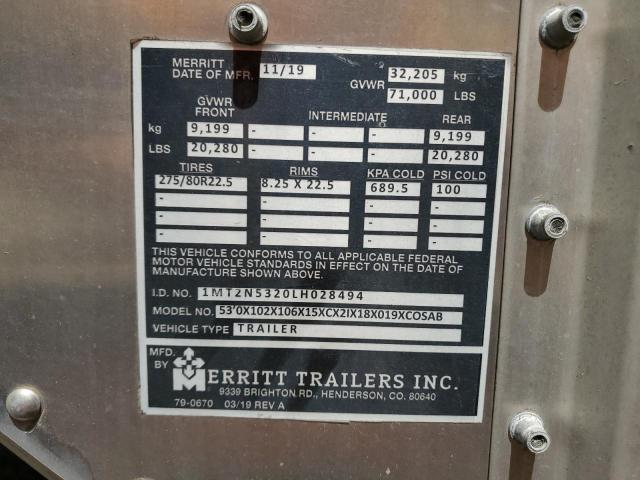 MERRITT
DATE OF MFR. 11/19
GVWR 32,205 kg
71,000 LBS
GVWR
FRONT INTERMEDIATE REAR
kg 9,199 - - - 9,199
LBS 20,280 - - - 20,280
TIRES RIMS KPA COLD PSI COLD
275/80R22.5 8.25 X 22.5 689.5 100
- - - -
- - - -
- - - -
THIS VEHICLE CONFORMS TO ALL APPLICABLE FEDERAL
MOTOR VEHICLE STANDARDS IN EFFECT ON THE DATE OF
MANUFACTURE SHOWN ABOVE.
I.D. NO. 1MT2N5320LH028494
MODEL NO. 53'0X102X106X15XCX2IX18X019XCOSAB
VEHICLE TYPE TRAILER
MFD.
BY MERRITT TRAILERS INC.
9339 BRIGHTON RD., HENDERSON, CO. 80640
79-0670 03/19 REV A